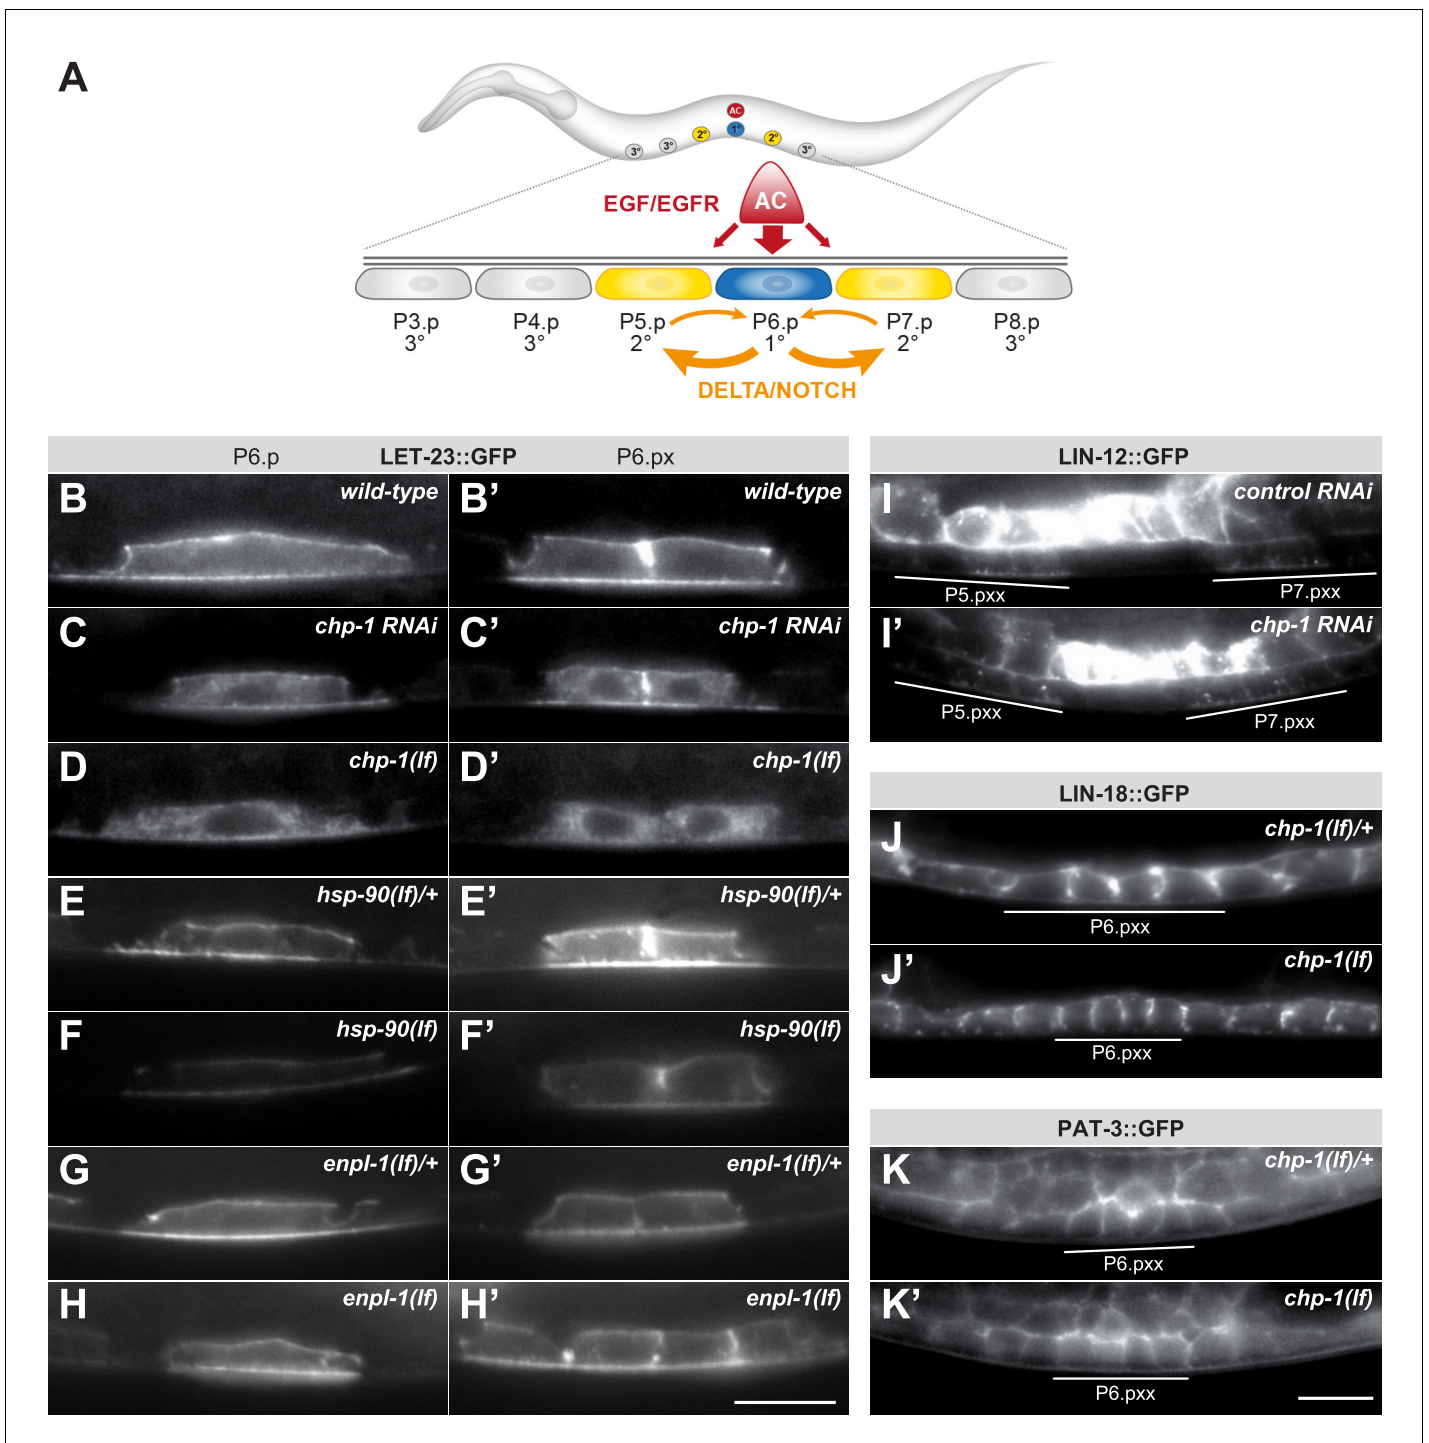 A
AC
1°
2°
2°
3°
3°
3°
EGF/EGFR
AC
P3.p
P4.p
P5.p
P6.p
P7.p
P8.p
3°
3°
2°
1°
2°
3°
DELTA/NOTCH
P6.p
LET-23::GFP
P6.px
B
wild-type
B’
wild-type
C
chp-1 RNAi
C’
chp-1 RNAi
D
chp-1(lf)
D’
chp-1(lf)
E
hsp-90(lf)/+
E’
hsp-90(lf)/+
F
hsp-90(lf)
F’
hsp-90(lf)
G
enpl-1(lf)/+
G’
enpl-1(lf)/+
H
enpl-1(lf)
H’
enpl-1(lf)
LIN-12::GFP
I
control RNAi
P5.pxx
P7.pxx
I’
chp-1 RNAi
P5.pxx
P7.pxx
LIN-18::GFP
J
chp-1(lf)/+
P6.pxx
J’
chp-1(lf)
P6.pxx
PAT-3::GFP
K
chp-1(lf)/+
P6.pxx
K’
chp-1(lf)
P6.pxx